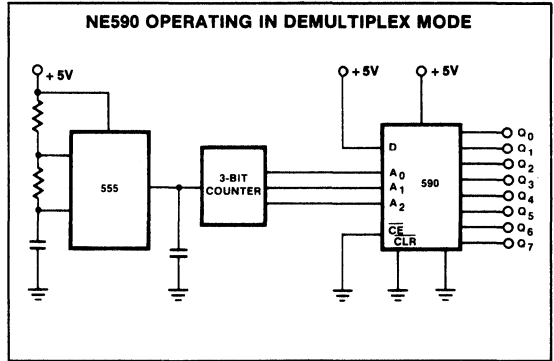 NE590 OPERATING IN DEMULTIPLEX MODE
+ 5V
+ 5V
+ 5V
555
3-BIT
COUNTER
D
A0
A1
A2
590
CE
CLR
Q0
Q1
Q2
Q3
Q4
Q5
Q6
Q7